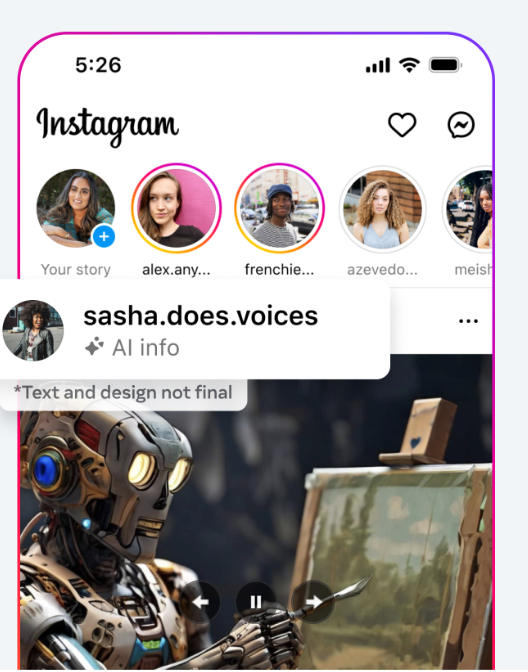 5:26
Instagram
Your story
alex.any...
frenchie...
azevedo...
meish
sasha.does.voices
AI info
*Text and design not final